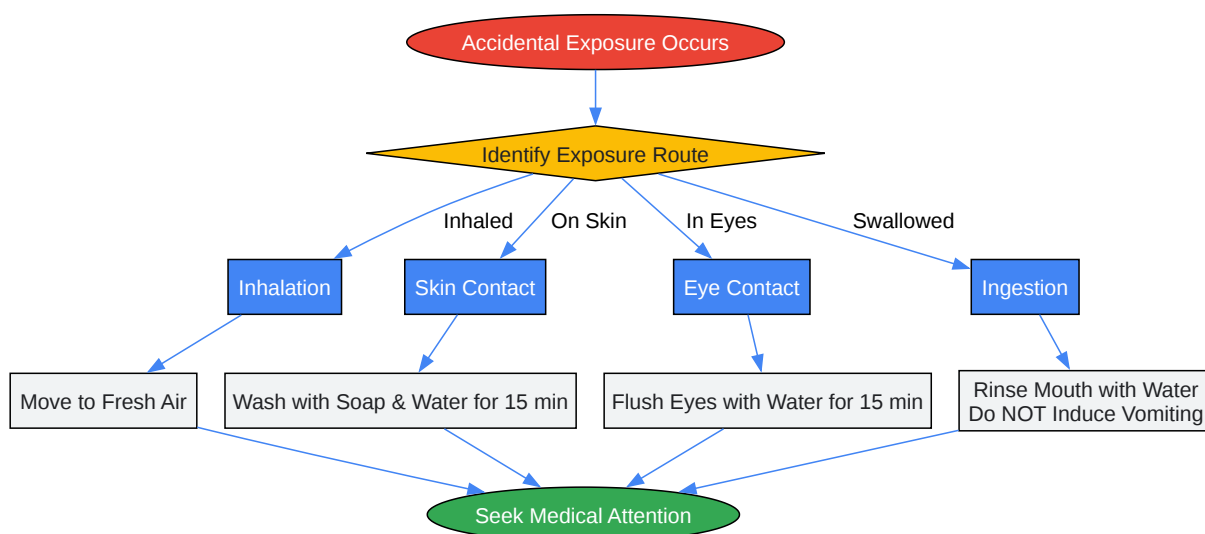 Accidental Exposure Occurs
Identify Exposure Route
Inhaled
On Skin
In Eyes
Swallowed
Inhalation
Skin Contact
Eye Contact
Ingestion
Move to Fresh Air
Wash with Soap & Water for 15 min
Flush Eyes with Water for 15 min
Rinse Mouth with Water
Do NOT Induce Vomiting
Seek Medical Attention